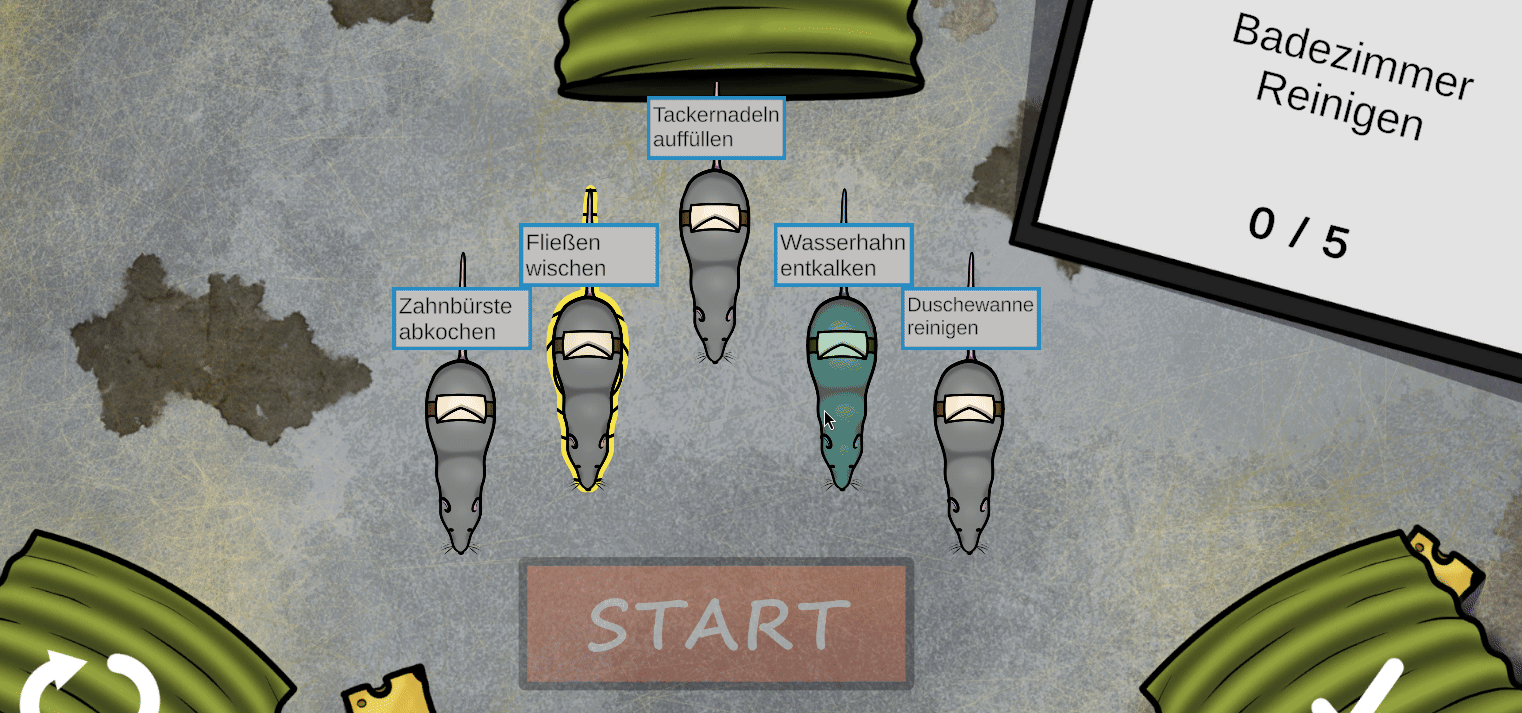 Badezimmer
Reinigen
0 / 5
Tackernadeln
auffüllen
Fließen
wischen
Wasserhahn
entkalken
Zahnbürste
abkochen
Duschewanne
reinigen
START